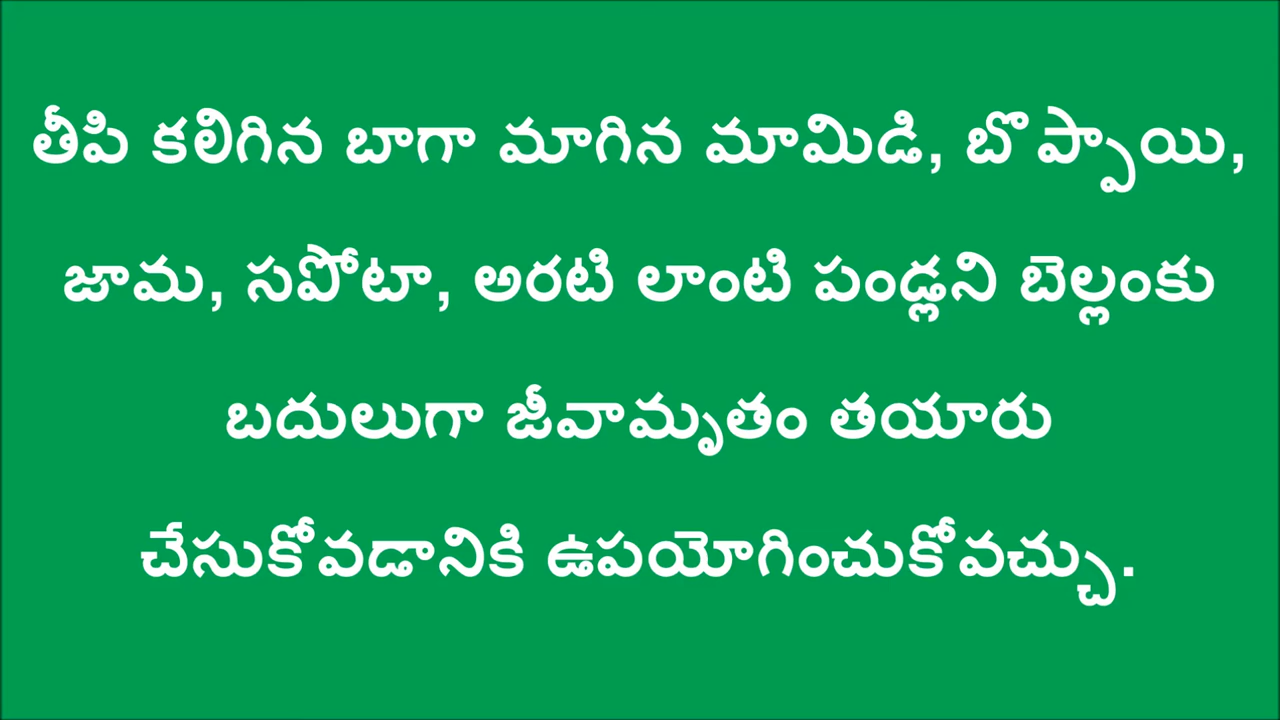 తీపి కలిగిన బాగా మాగిన మామిడి, బొప్పాయి,
జామ, సపోటా, అరటి లాంటి పండ్లని బెల్లంకు
బదులుగా జీవామృతం తయారు
చేసుకోవడానికి ఉపయోగించుకోవచ్చు.